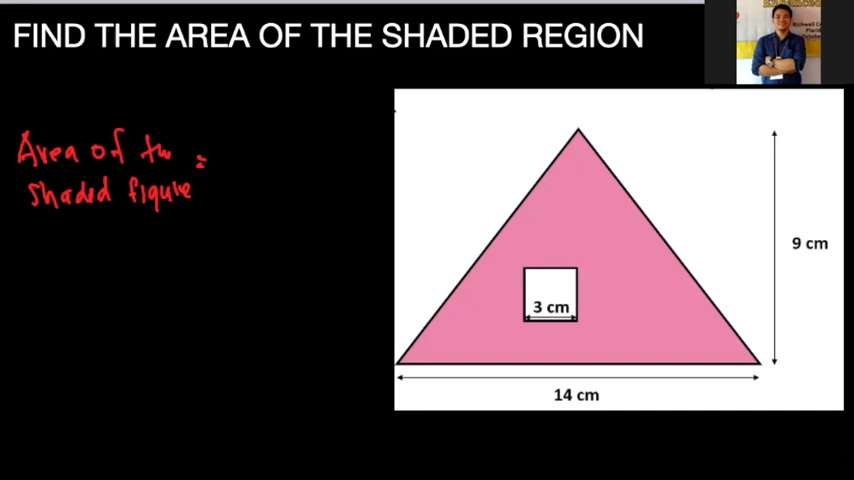 FIND THE AREA OF THE SHADED REGION
Area of the =
shaded figure
9 cm
3 cm
14 cm